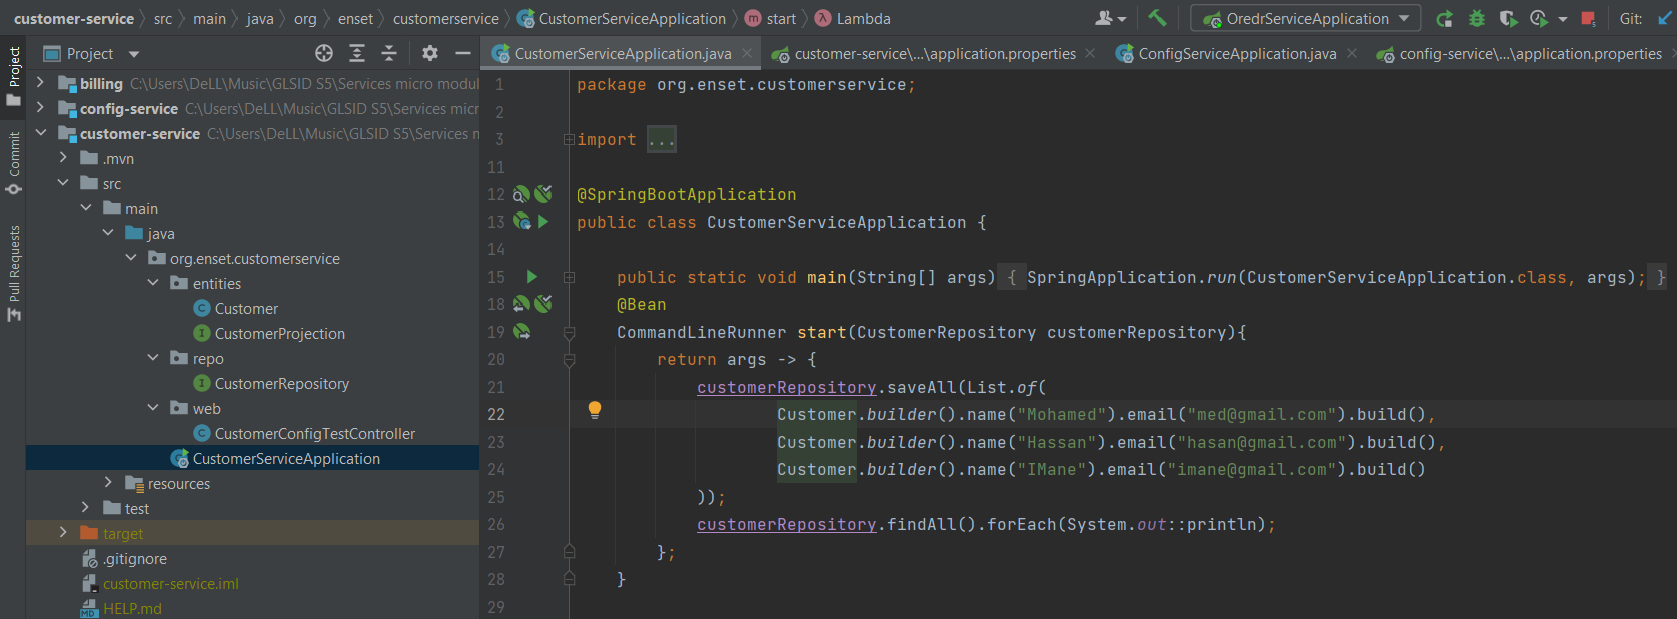 customer-service src main java org enset customerservice CustomerServiceApplication start Lambda OredrServiceApplication Git:
Project
CustomerServiceApplication.java customer-service\...\application.properties ConfigServiceApplication.java config-service\...\application.properties
Project
Commit
Pull Requests
billing C:\Users\DeLL\Music\GLSID S5\Services micro modul
config-service C:\Users\DeLL\Music\GLSID S5\Services micr
customer-service C:\Users\DeLL\Music\GLSID S5\Services m
.mvn
src
main
java
org.enset.customerservice
entities
Customer
CustomerProjection
repo
CustomerRepository
web
CustomerConfigTestController
CustomerServiceApplication
resources
test
target
.gitignore
customer-service.iml
HELP.md
1 package org.enset.customerservice;
2
3 import ...
11
12 @SpringBootApplication
13 public class CustomerServiceApplication {
14
15 public static void main(String[] args) { SpringApplication.run(CustomerServiceApplication.class, args); }
18 @Bean
19 CommandLineRunner start(CustomerRepository customerRepository){
20 return args -> {
21 customerRepository.saveAll(List.of(
22 Customer.builder().name("Mohamed").email("med@gmail.com").build(),
23 Customer.builder().name("Hassan").email("hasan@gmail.com").build(),
24 Customer.builder().name("IMane").email("imane@gmail.com").build()
25 ));
26 customerRepository.findAll().forEach(System.out::println);
27 };
28 }
29